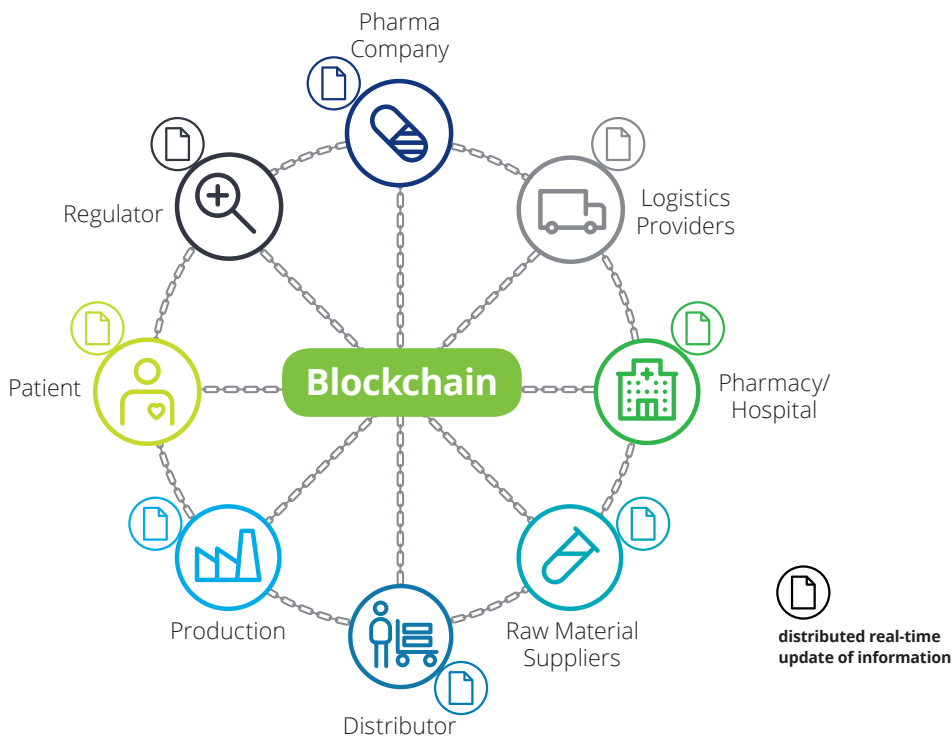 Pharma
Company
Logistics
Providers
Regulator
Blockchain
Patient
Pharmacy/
Hospital
Production
Raw Material
Suppliers
Distributor
distributed real-time
update of information